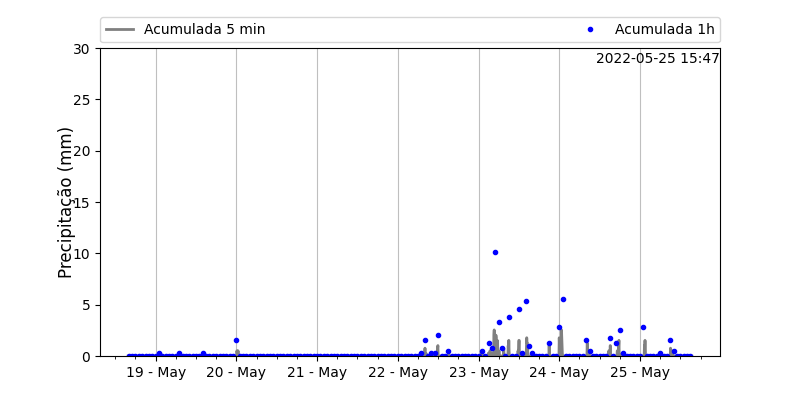 Acumulada 5 min
Acumulada 1h
2022-05-25 15:47
Precipitação (mm)
30
25
20
15
10
5
0
19 - May
20 - May
21 - May
22 - May
23 - May
24 - May
25 - May